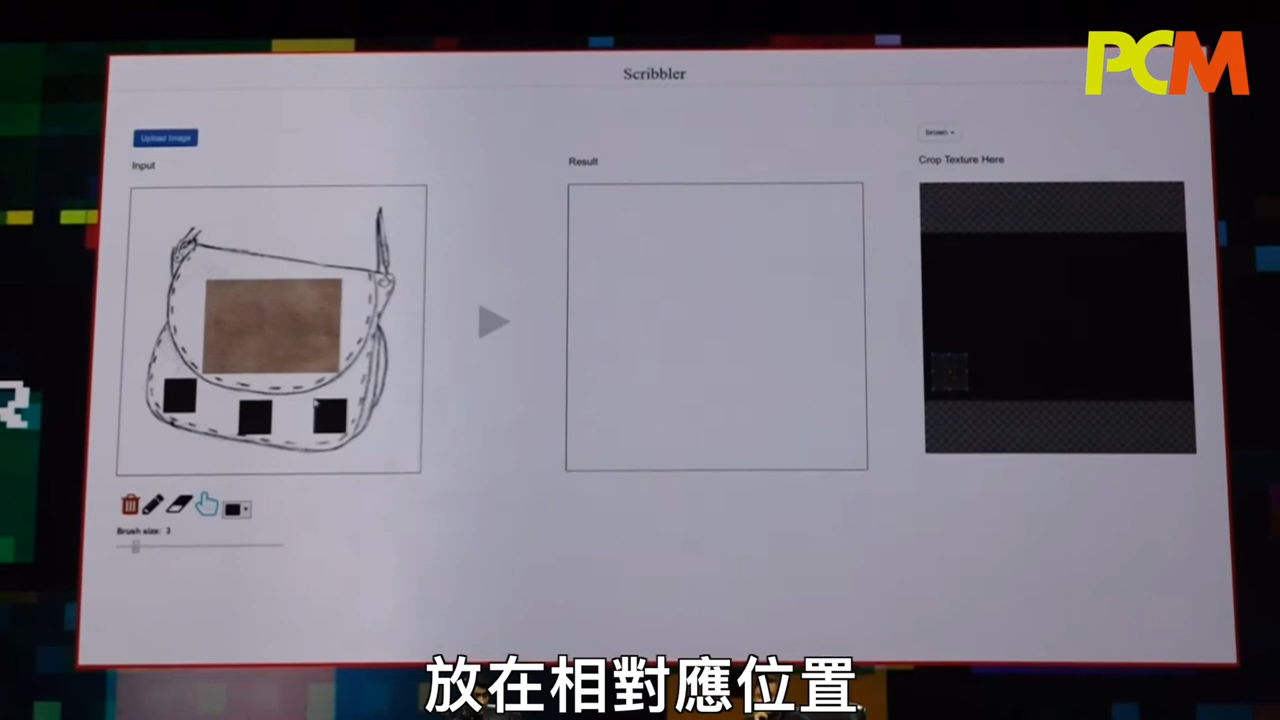 PCM
Scribbler
Upload Image
brown
Input
Result
Crop Texture Here
R
Brush size: 3
放在相對應位置